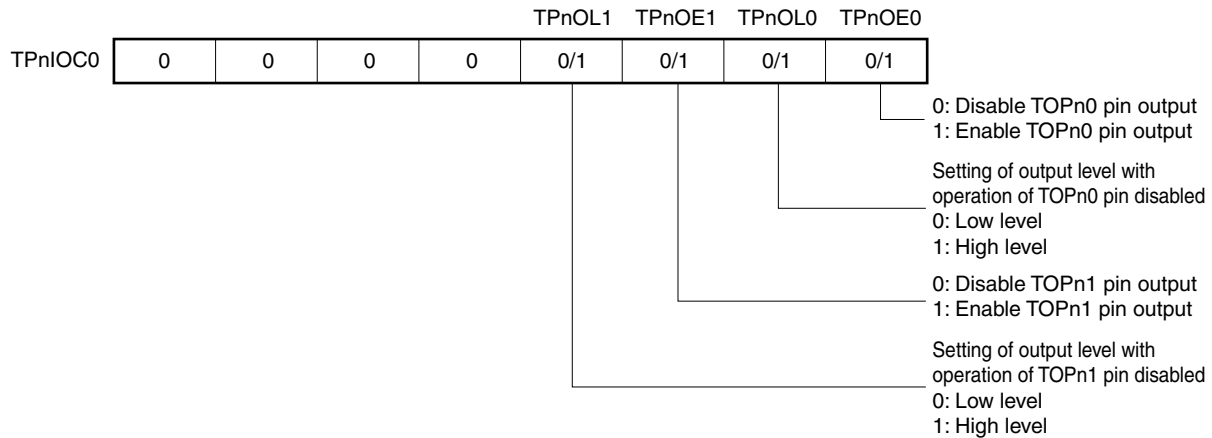 TPnOL1 TPnOE1 TPnOL0 TPnOE0
TPnIOC0 0 0 0 0 0/1 0/1 0/1 0/1
0: Disable TOPn0 pin output
1: Enable TOPn0 pin output
Setting of output level with
operation of TOPn0 pin disabled
0: Low level
1: High level
0: Disable TOPn1 pin output
1: Enable TOPn1 pin output
Setting of output level with
operation of TOPn1 pin disabled
0: Low level
1: High level